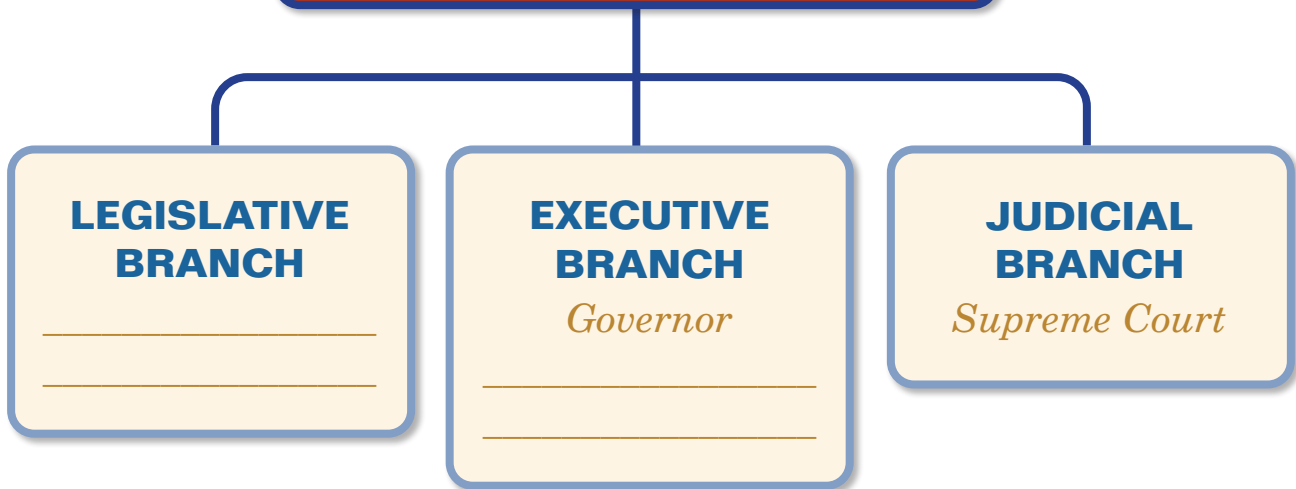 LEGISLATIVE
BRANCH
EXECUTIVE
BRANCH
Governor
JUDICIAL
BRANCH
Supreme Court